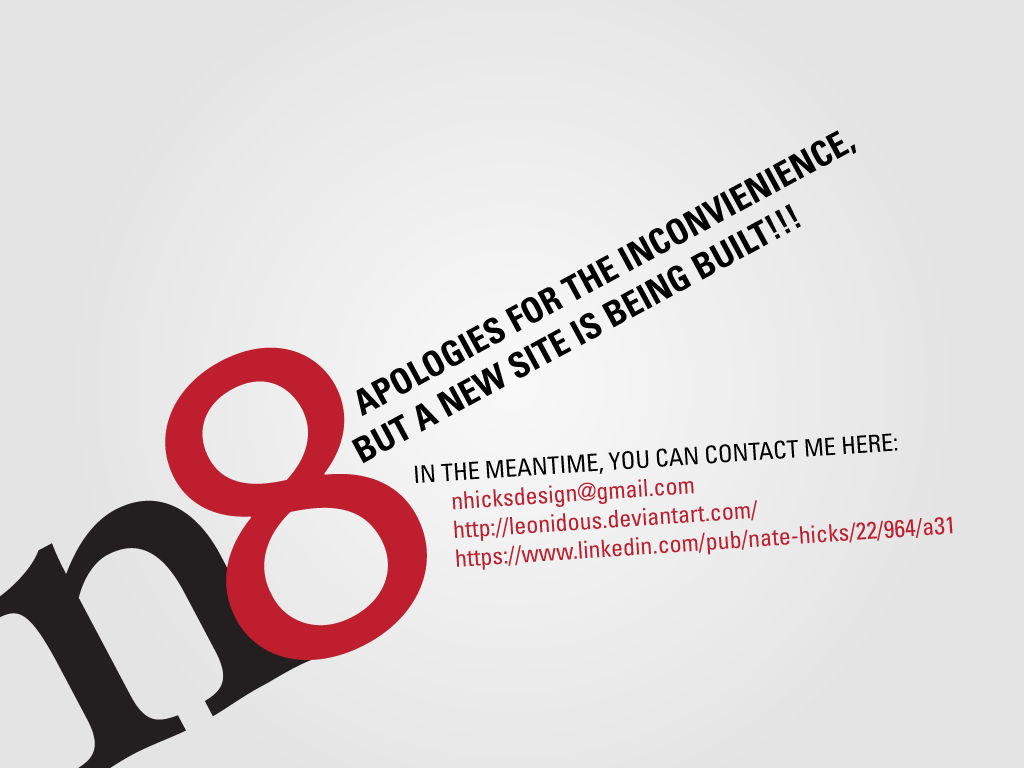 n8
APOLOGIES FOR THE INCONVIENIENCE,
BUT A NEW SITE IS BEING BUILT!!!
IN THE MEANTIME, YOU CAN CONTACT ME HERE:
nhicksdesign@gmail.com
http://leonidous.deviantart.com/
https://www.linkedin.com/pub/nate-hicks/22/964/a31